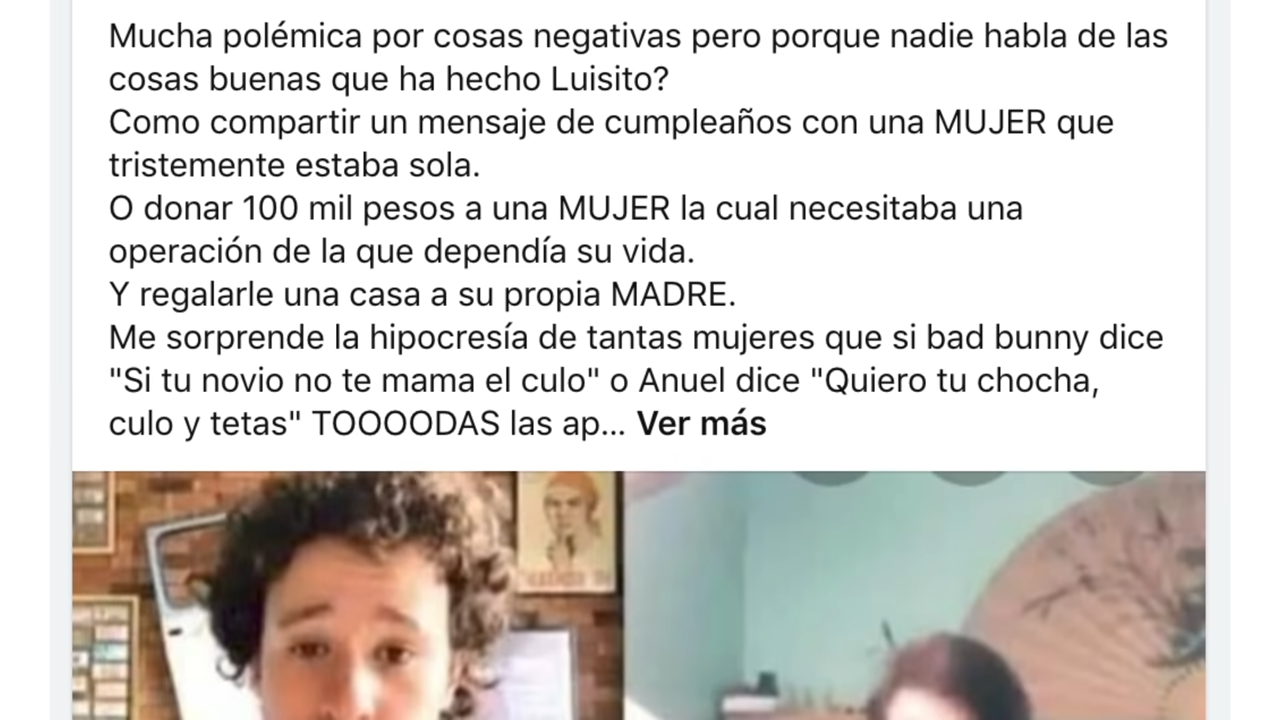 Mucha polémica por cosas negativas pero porque nadie habla de las
cosas buenas que ha hecho Luisito?
Como compartir un mensaje de cumpleaños con una MUJER que
tristemente estaba sola.
O donar 100 mil pesos a una MUJER la cual necesitaba una
operación de la que dependía su vida.
Y regalarle una casa a su propia MADRE.
Me sorprende la hipocresía de tantas mujeres que si bad bunny dice
"Si tu novio no te mama el culo" o Anuel dice "Quiero tu chocha,
culo y tetas" TOOOODAS las ap... Ver más